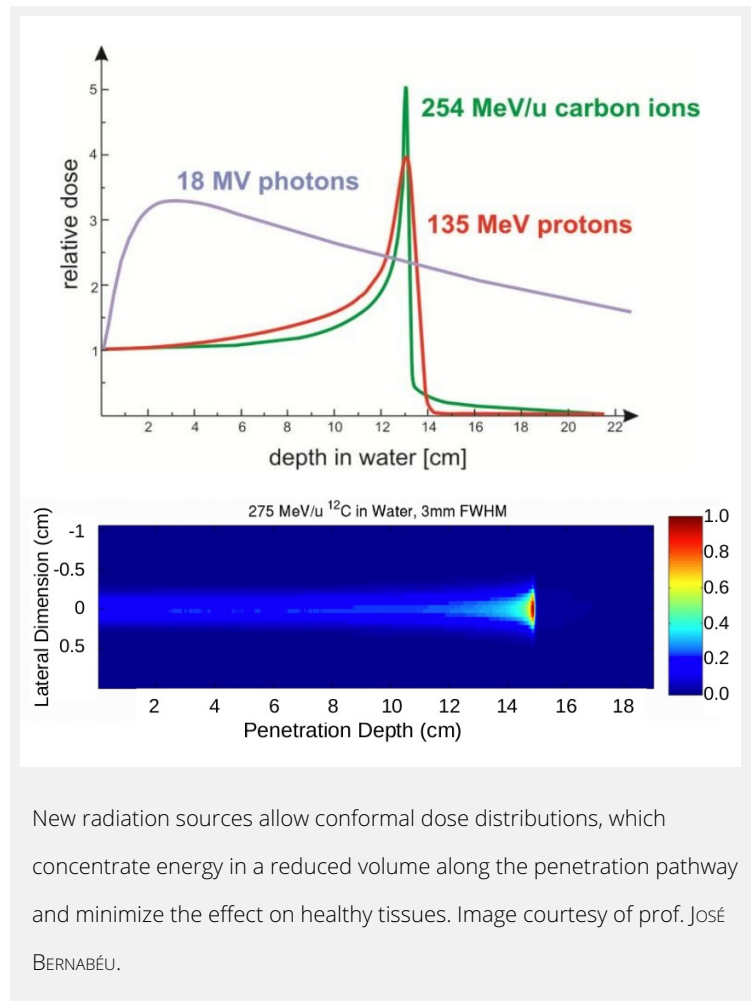 5
254 MeV/u carbon ions
4
18 MV photons
135 MeV protons
3
relative dose
2
1
2 4 6 8 10 12 14 16 18 20 22
depth in water [cm]
275 MeV/u ¹²C in Water, 3mm FWHM
Lateral Dimension (cm)
-1
-0.5
0
0.5
1.0
0.8
0.6
0.4
0.2
0.0
2 4 6 8 10 12 14 16 18
Penetration Depth (cm)
New radiation sources allow conformal dose distributions, which
concentrate energy in a reduced volume along the penetration pathway
and minimize the effect on healthy tissues. Image courtesy of prof. José
Bernabéu.